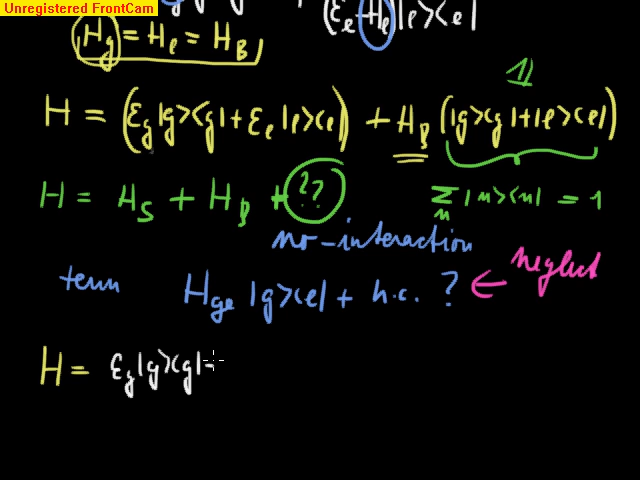 Unregistered FrontCam
(ε_e - H_e)|e><e|
H_g = H_e = H_B
1
H = (ε_g|g><g| + ε_e|e><e|) + H_B (|g><g| + |e><e|)
H = H_S + H_B + ??
Σ_n |n><n| = 1
no-interaction
term H_ge |g><e| + h.c. ? ← neglect
H = ε_g|g><g| +